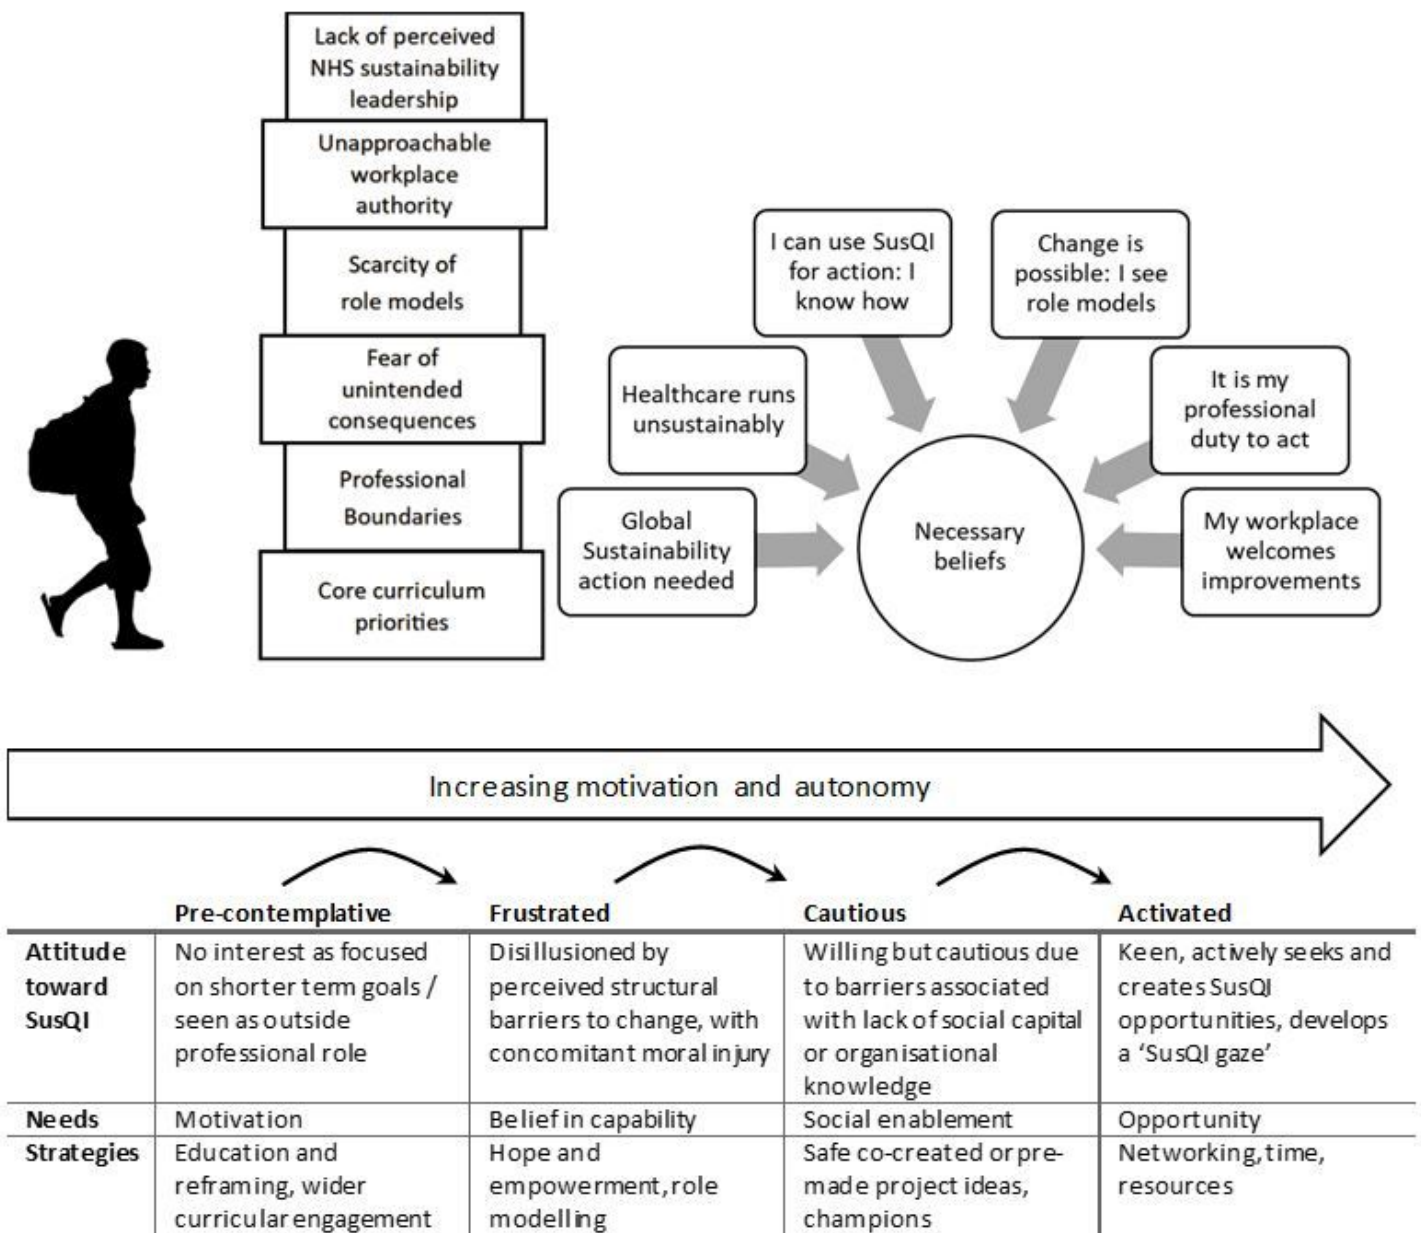 Lack of perceived
NHS sustainability
leadership
Unapproachable
workplace
authority
Scarcity of
role models
Fear of
unintended
consequences
Professional
Boundaries
Core curriculum
priorities
Global
Sustainability
action needed
Healthcare runs
unsustainably
I can use SusQI
for action: I
know how
Change is
possible: I see
role models
It is my
professional
duty to act
My workplace
welcomes
improvements
Necessary
beliefs
Increasing motivation and autonomy
Pre-contemplative
Frustrated
Cautious
Activated
Attitude
toward
SusQI
No interest as focused
on shorter term goals /
seen as outside
professional role
Disillusioned by
perceived structural
barriers to change, with
concomitant moral injury
Willing but cautious due
to barriers associated
with lack of social capital
or organisational
knowledge
Keen, actively seeks and
creates SusQI
opportunities, develops
a ‘SusQI gaze’
Needs
Motivation
Belief in capability
Social enablement
Opportunity
Strategies
Education and
reframing, wider
curricular engagement
Hope and
empowerment, role
modelling
Safe co-created or pre-
made project ideas,
champions
Networking, time,
resources